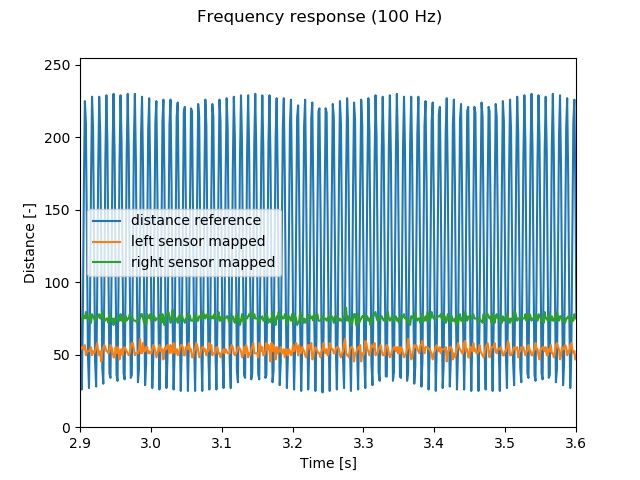 Frequency response (100 Hz)
250
200
150
100
50
0
Distance [-]
distance reference
left sensor mapped
right sensor mapped
2.9 3.0 3.1 3.2 3.3 3.4 3.5 3.6
Time [s]